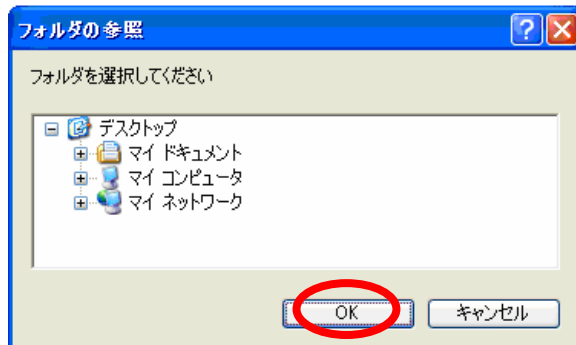 フォルダの参照
フォルダを選択してください
デスクトップ
マイ ドキュメント
マイ コンピュータ
マイ ネットワーク
OK キャンセル